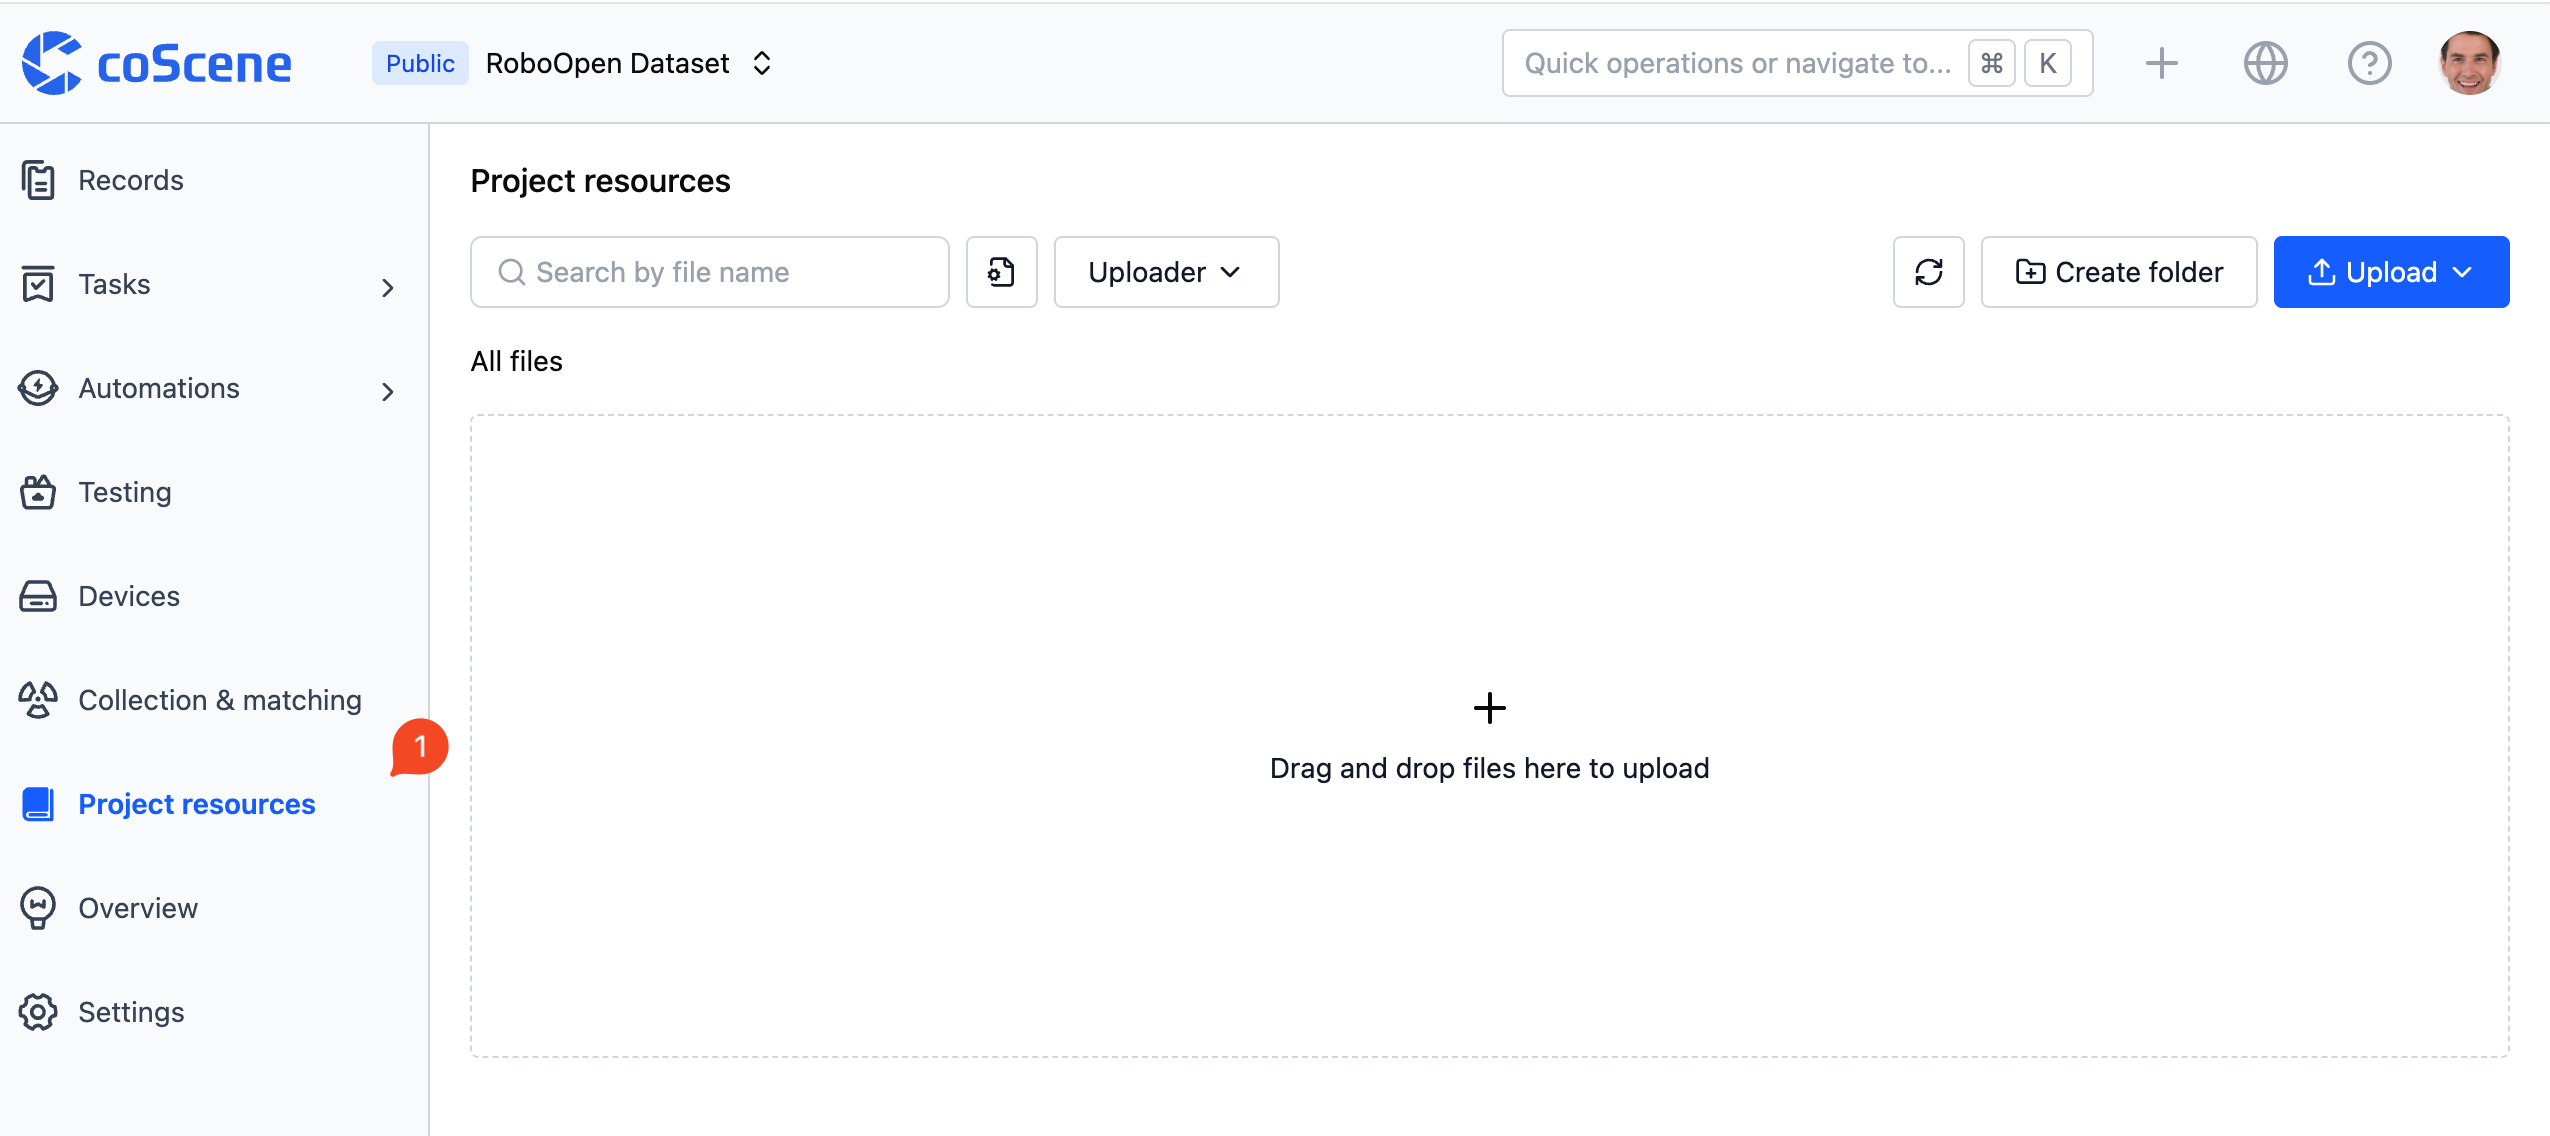 coScene
Public RoboOpen Dataset
Quick operations or navigate to... ⌘ K
Records
Tasks
Automations
Testing
Devices
Collection & matching
1
Project resources
Overview
Settings
Project resources
Search by file name
Uploader
Create folder
Upload
All files
Drag and drop files here to upload